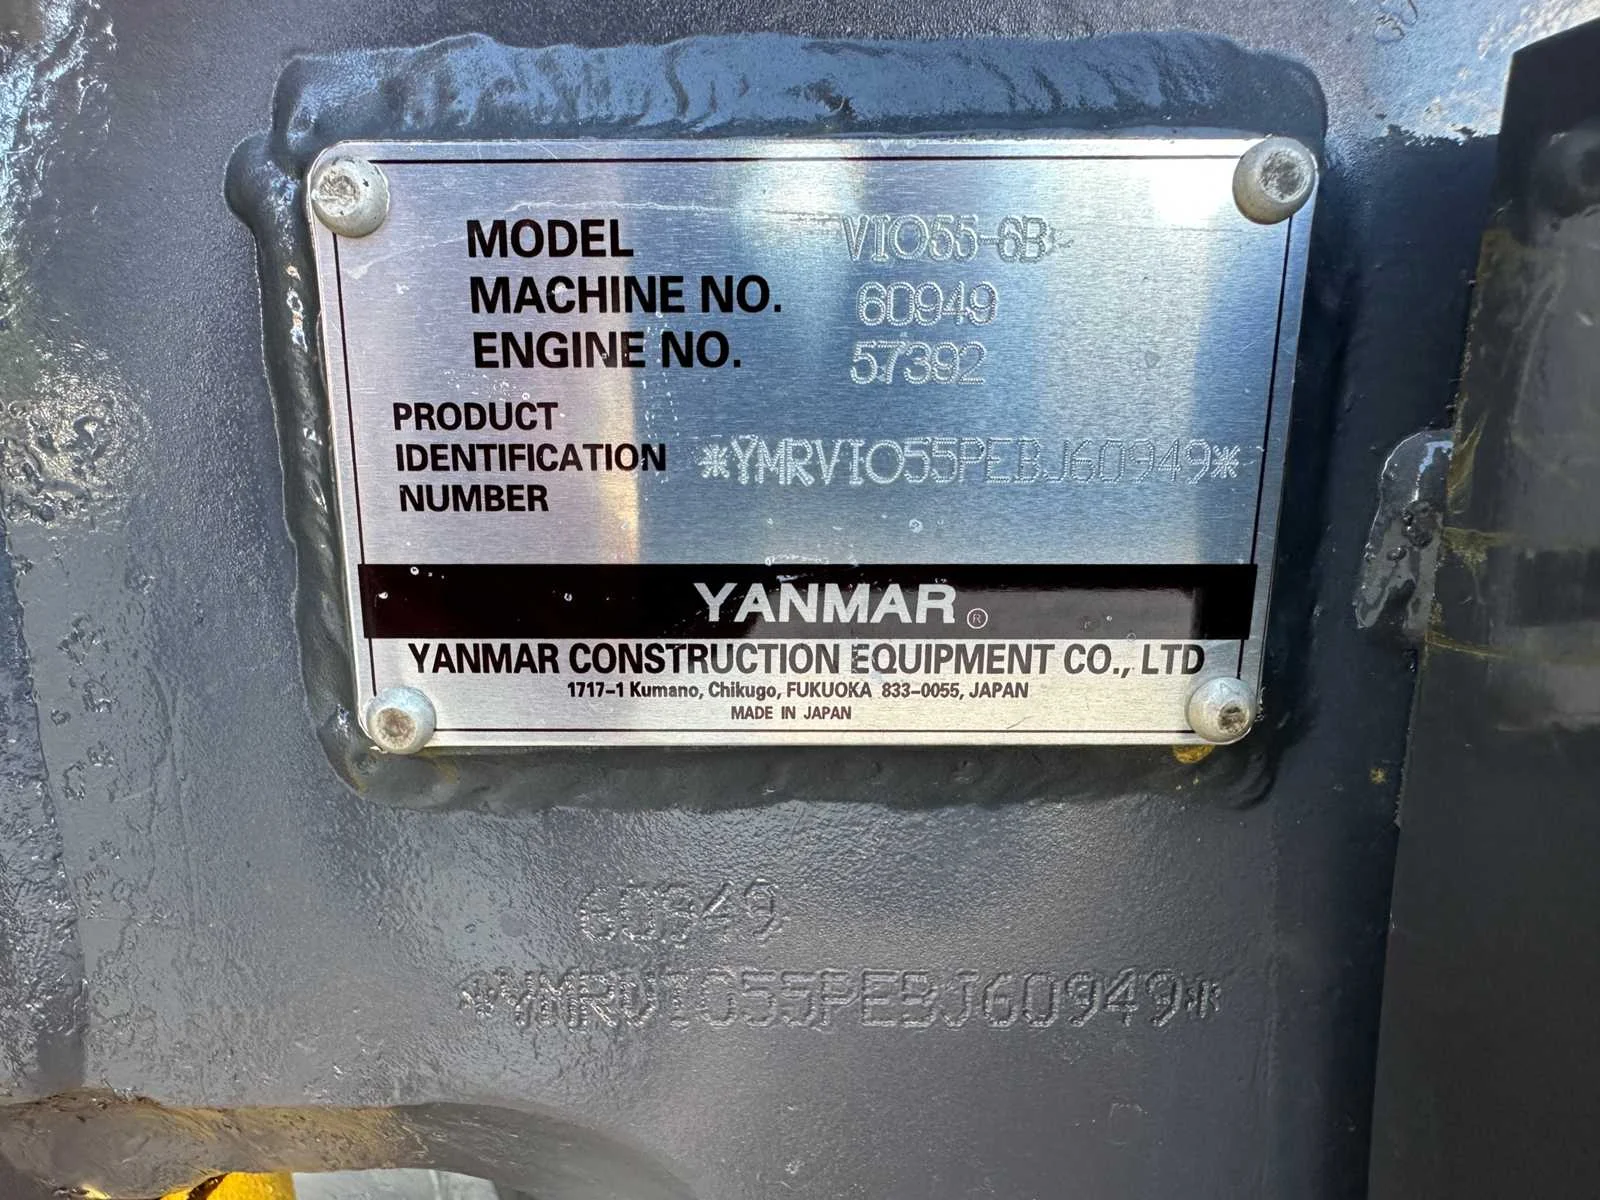 MODEL VIO55-6B
MACHINE NO. 60949
ENGINE NO. 57392
PRODUCT
IDENTIFICATION *YMRVIO55PEBJ60949*
NUMBER
YANMAR®
YANMAR CONSTRUCTION EQUIPMENT CO., LTD
1717-1 Kumano, Chikugo, FUKUOKA 833-0055, JAPAN
MADE IN JAPAN
60949
*YMRVIO55PEBJ60949*